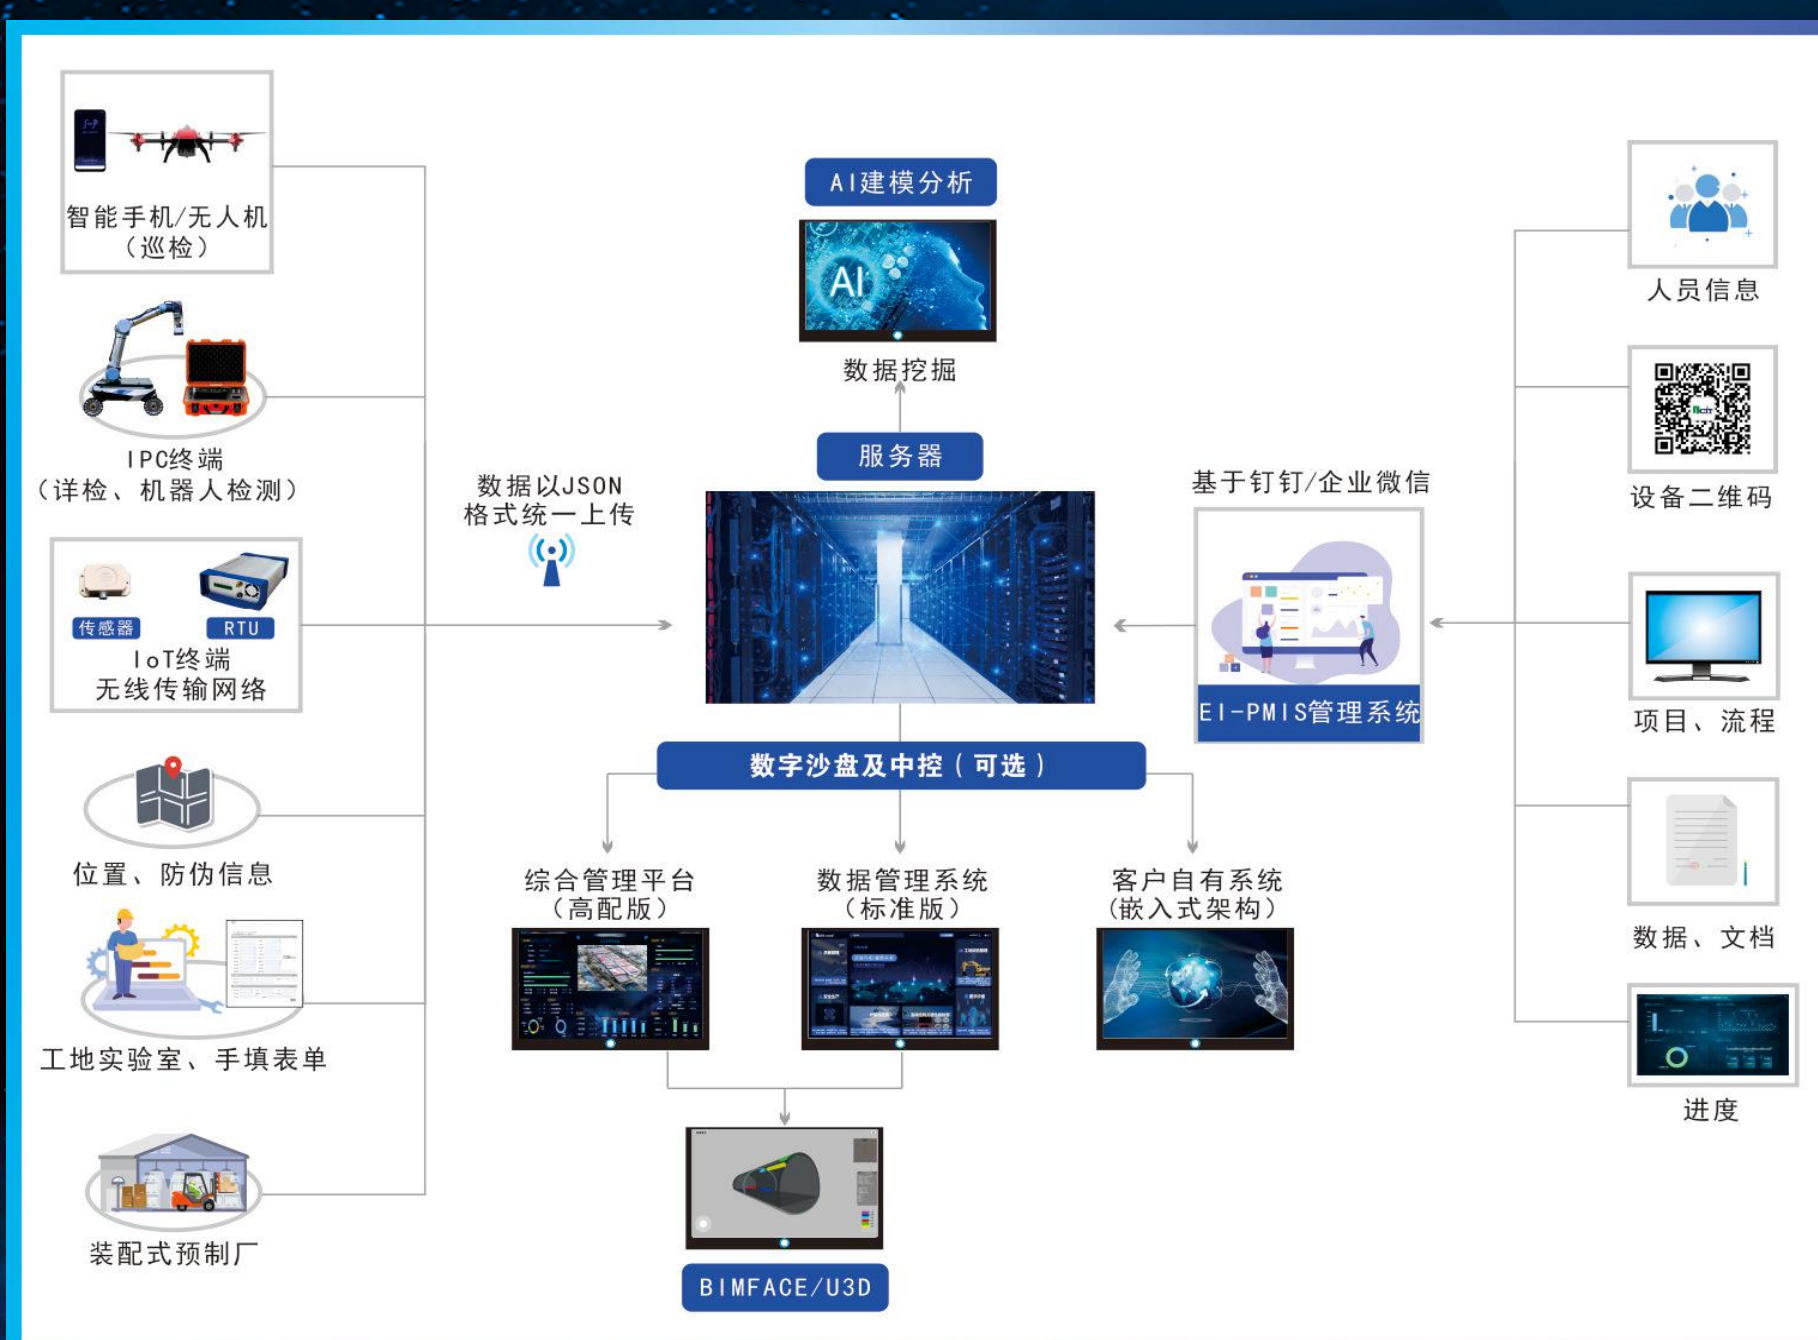 智能手机/无人机
（巡检）
IPC终端
（详检、机器人检测）
传感器
RTU
IoT终端
无线传输网络
位置、防伪信息
工地实验室、手填表单
装配式预制厂
数据以JSON
格式统一上传
AI建模分析
AI
数据挖掘
服务器
数字沙盘及中控（可选）
综合管理平台
（高配版）
数据管理系统
（标准版）
客户自有系统
(嵌入式架构)
BIMFACE/U3D
基于钉钉/企业微信
EI-PMIS管理系统
人员信息
设备二维码
项目、流程
数据、文档
进度